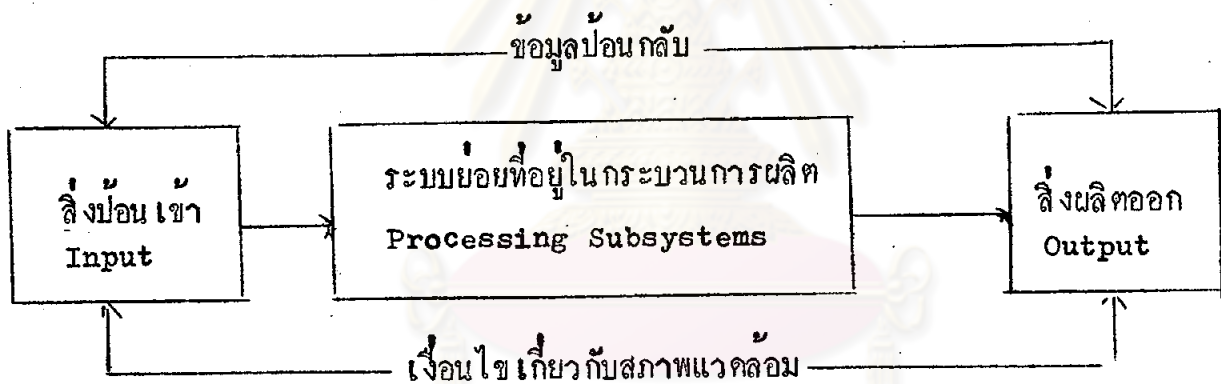 ข้อมูลป้อนกลับ
สิ่งป้อนเข้า
Input
ระบบย่อยที่อยู่ในกระบวนการผลิต
Processing Subsystems
สิ่งผลิตออก
Output
เงื่อนไขเกี่ยวกับสภาพแวดล้อม